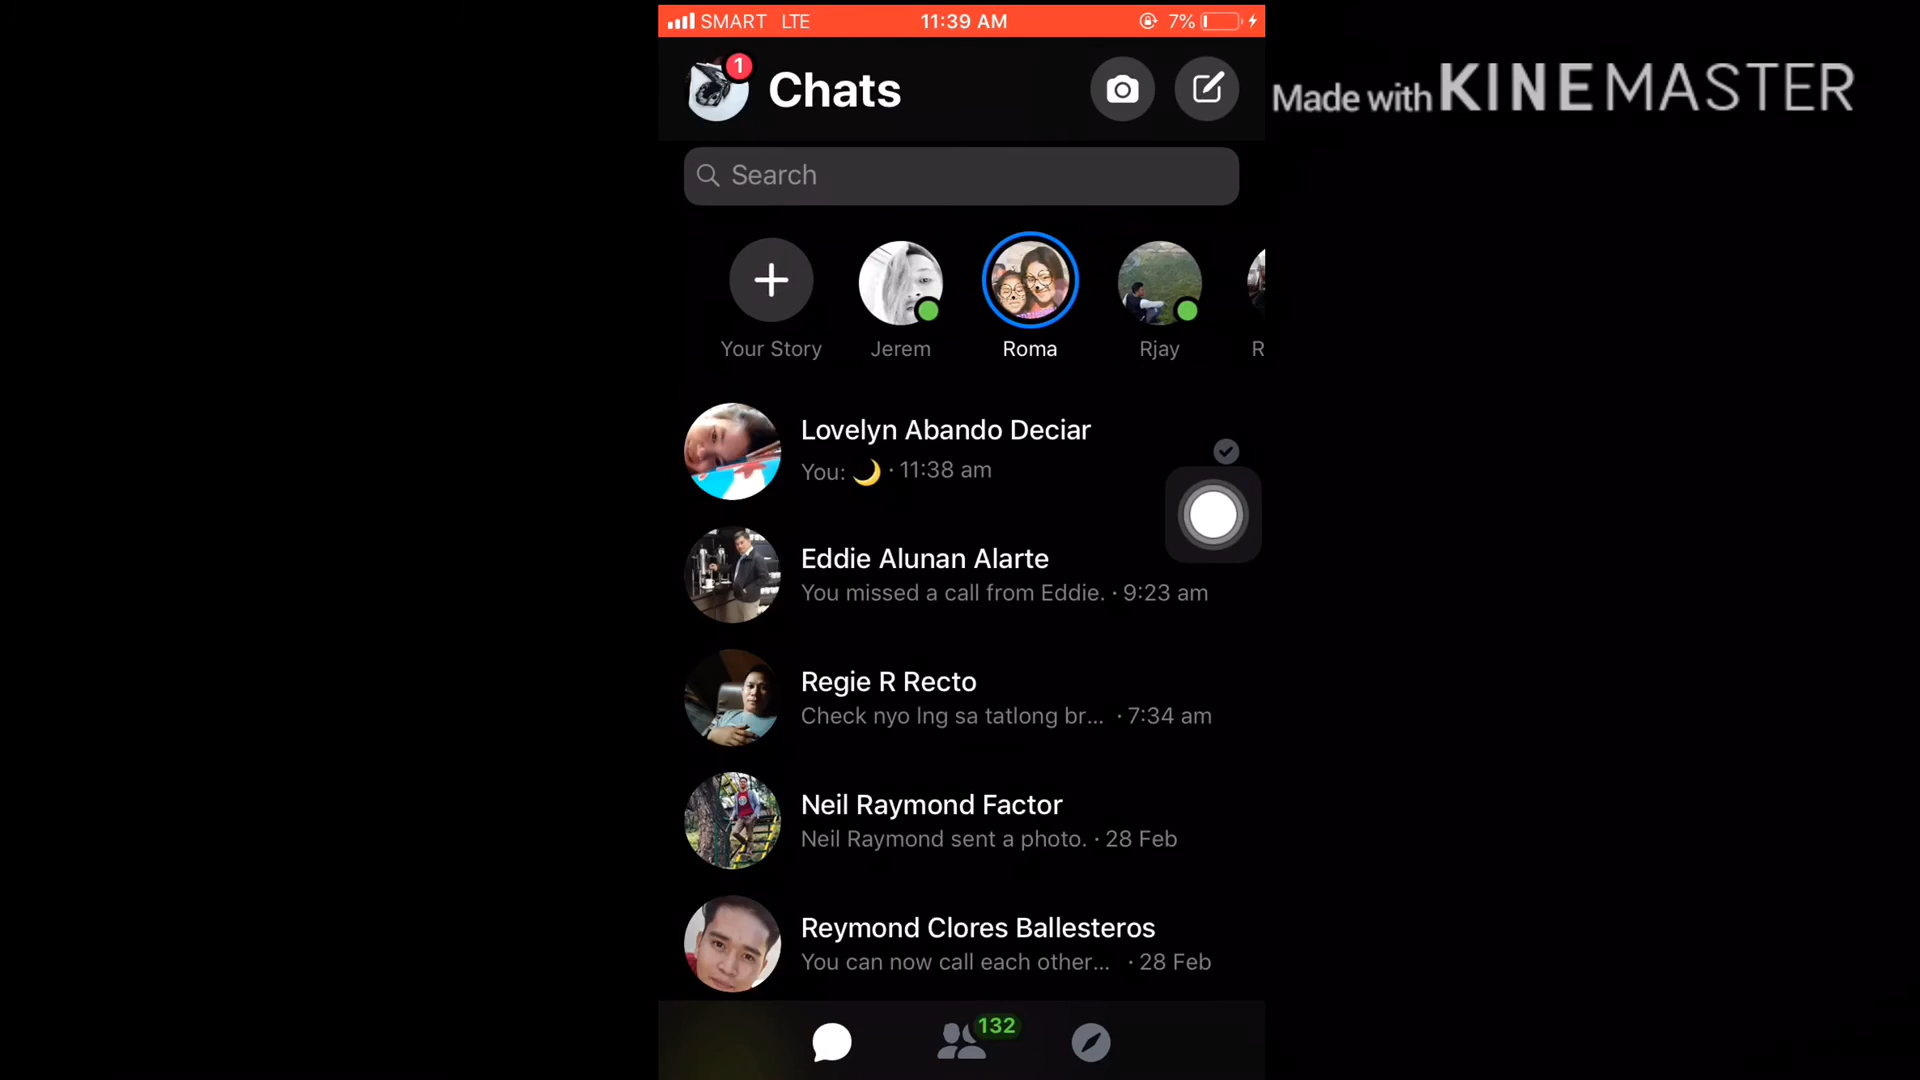 SMART LTE 11:39 AM 7%
1
Chats
Made with KINEMASTER
Search
Your Story Jerem Roma Rjay R
Lovelyn Abando Deciar
You: 🌙 · 11:38 am
Eddie Alunan Alarte
You missed a call from Eddie. · 9:23 am
Regie R Recto
Check nyo lng sa tatlong br... · 7:34 am
Neil Raymond Factor
Neil Raymond sent a photo. · 28 Feb
Reymond Clores Ballesteros
You can now call each other... · 28 Feb
132